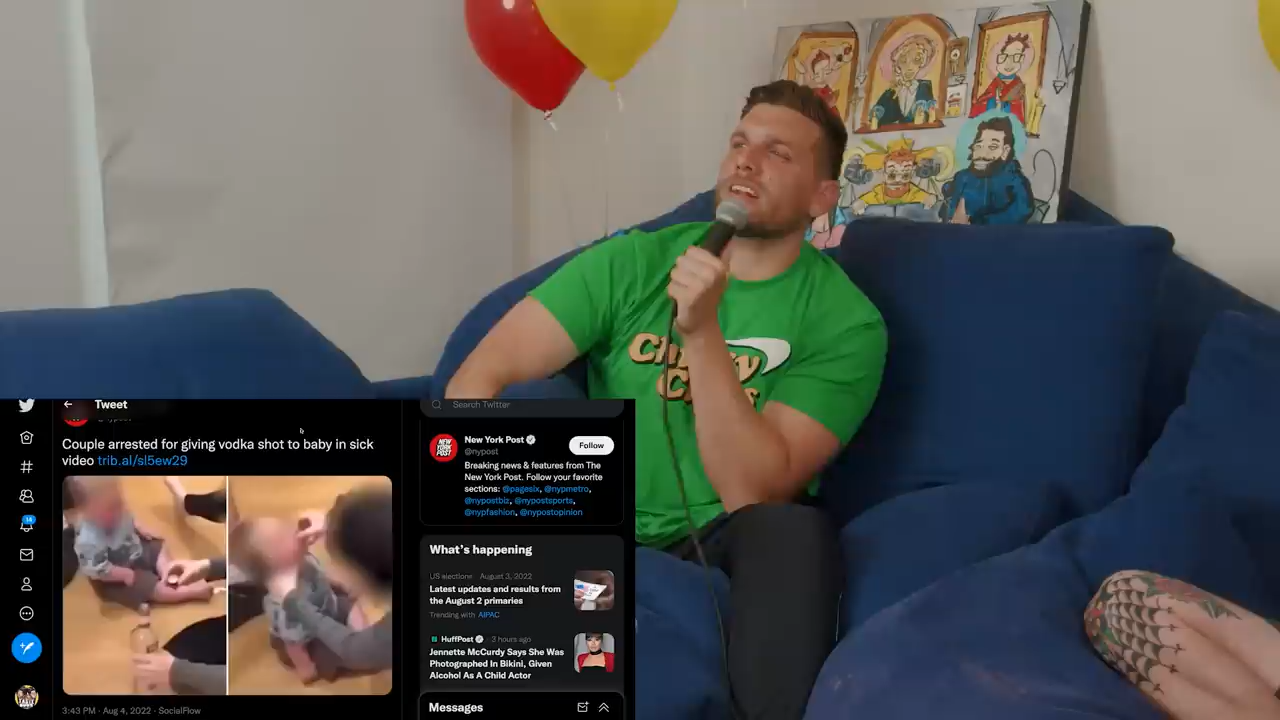 Tweet
@nypost
Couple arrested for giving vodka shot to baby in sick
video trib.al/sl5ew29
3:43 PM · Aug 4, 2022 · SocialFlow
14
Search Twitter
New York Post
@nypost
Follow
Breaking news & features from The
New York Post. Follow your favorite
sections: @pagesix, @nypmetro,
@nypostbiz, @nypostsports,
@nypfashion, @nypostopinion
What's happening
US elections · August 3, 2022
Latest updates and results from
the August 2 primaries
Trending with AIPAC
HuffPost · 3 hours ago
Jennette McCurdy Says She Was
Photographed In Bikini, Given
Alcohol As A Child Actor
Messages